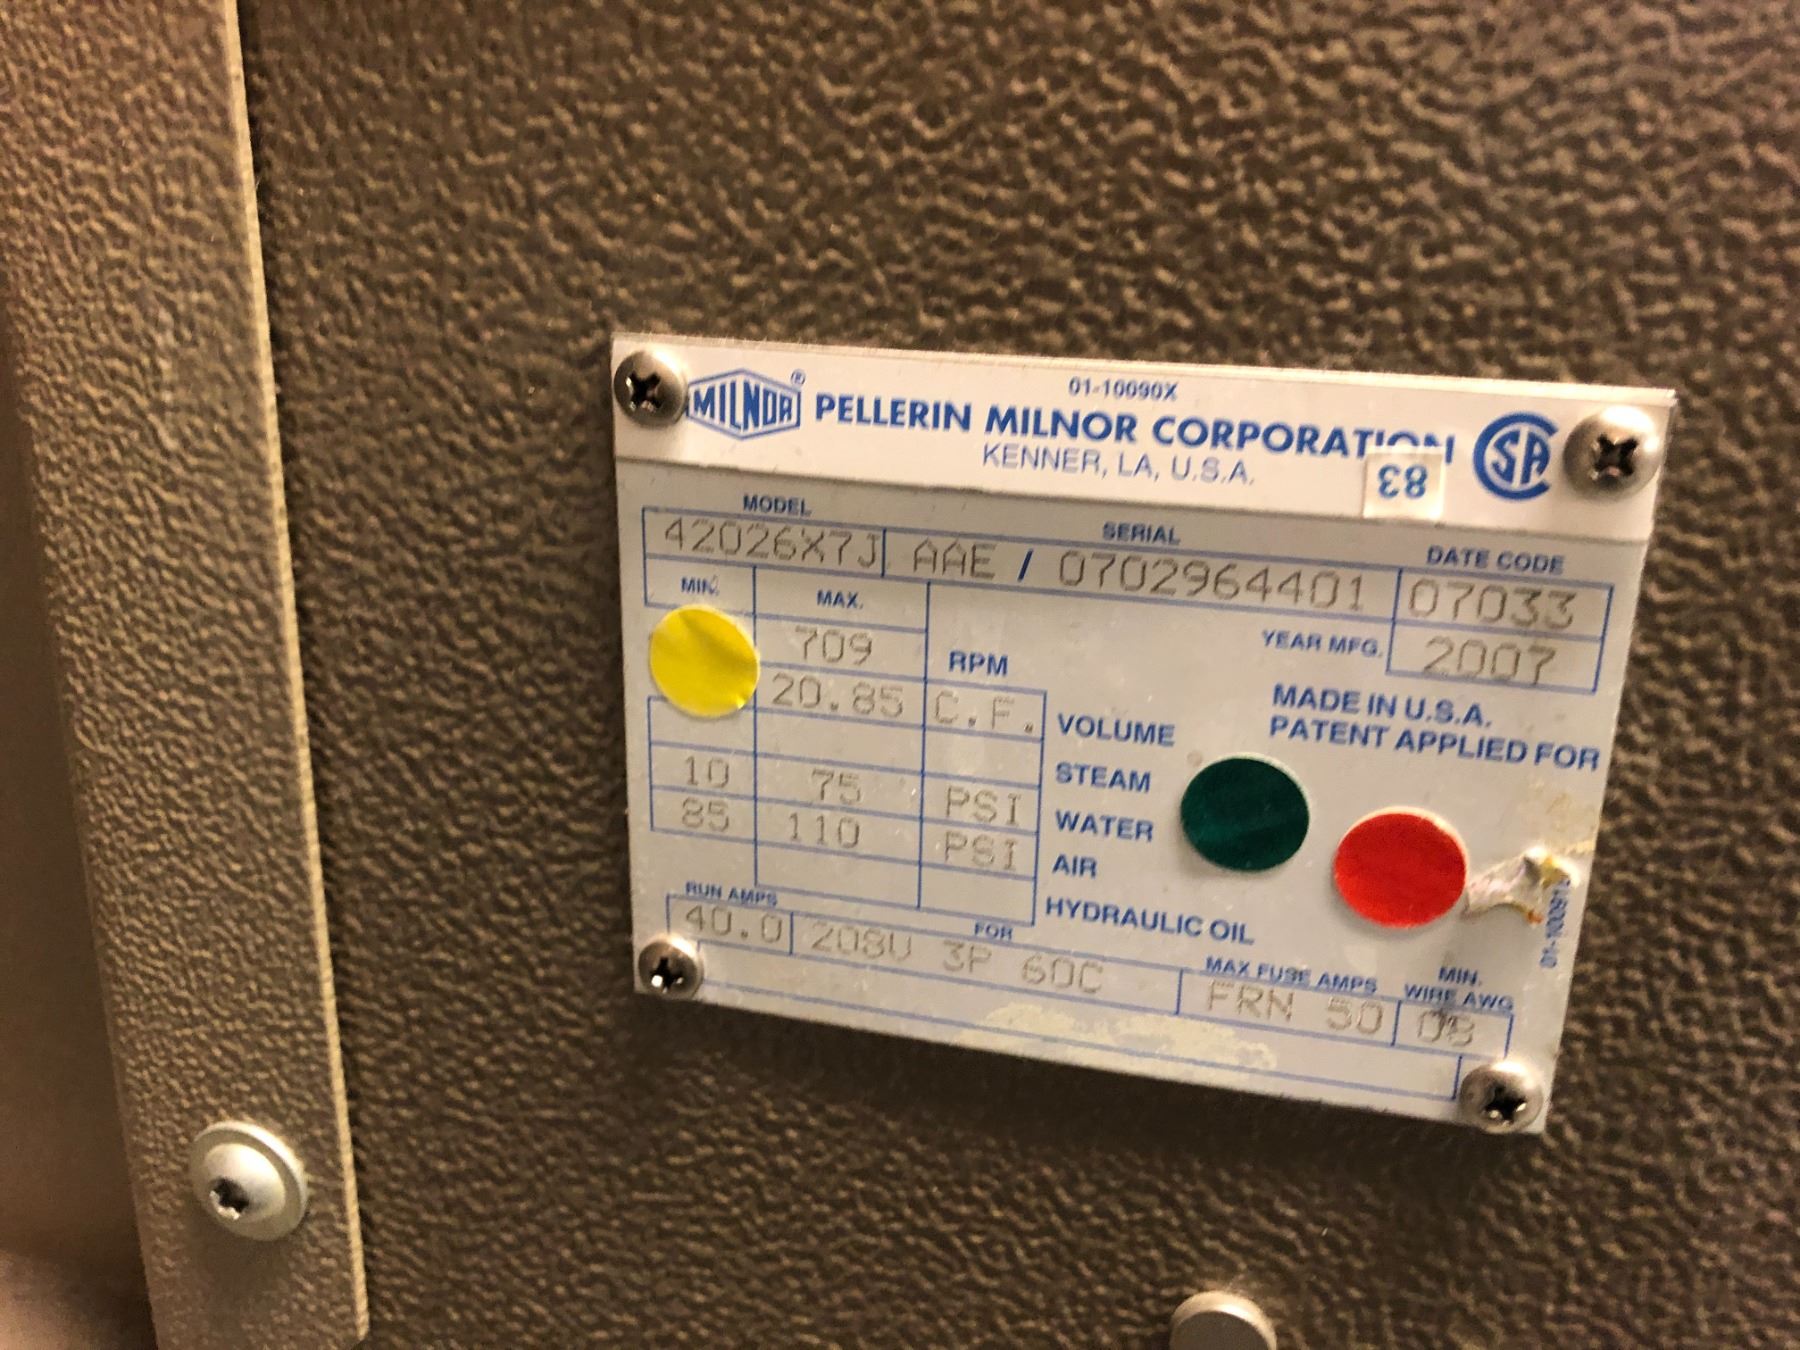 01-10090X
MILNOR ® PELLERIN MILNOR CORPORATION
KENNER, LA, U.S.A.
83
MODEL SERIAL DATE CODE
42026X7J AAE / 0702964401 07033
MIN. MAX. YEAR MFG. 2007
709 RPM
20.85 C.F. VOLUME
MADE IN U.S.A.
PATENT APPLIED FOR
STEAM
10 75 PSI WATER
85 110 PSI AIR
HYDRAULIC OIL
RUN AMPS FOR MAX FUSE AMPS MIN. WIRE AWG
40.0 208V 3P 60C FRN 50 08